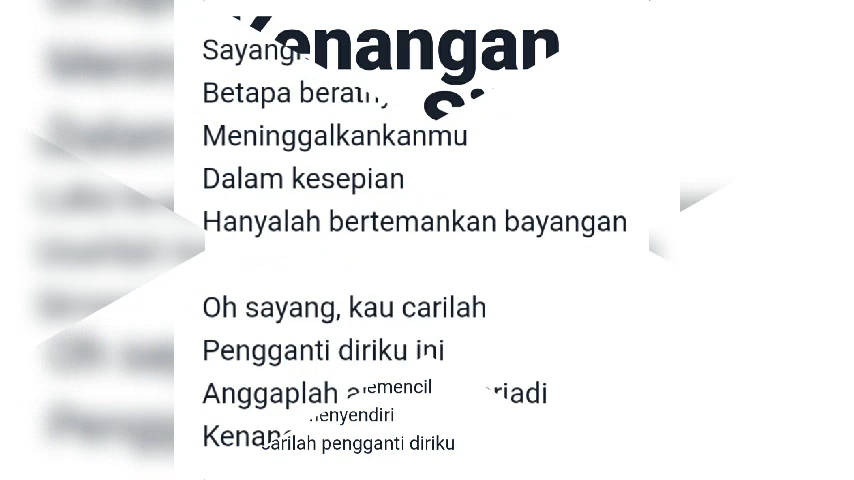 Kenangan
Sayang
Betapa
Meninggalkankanmu
Dalam kesepian
Hanyalah bertemankan bayangan
Oh sayang, kau carilah
Pengganti diriku ini
Anggaplah
carilah pengganti diriku